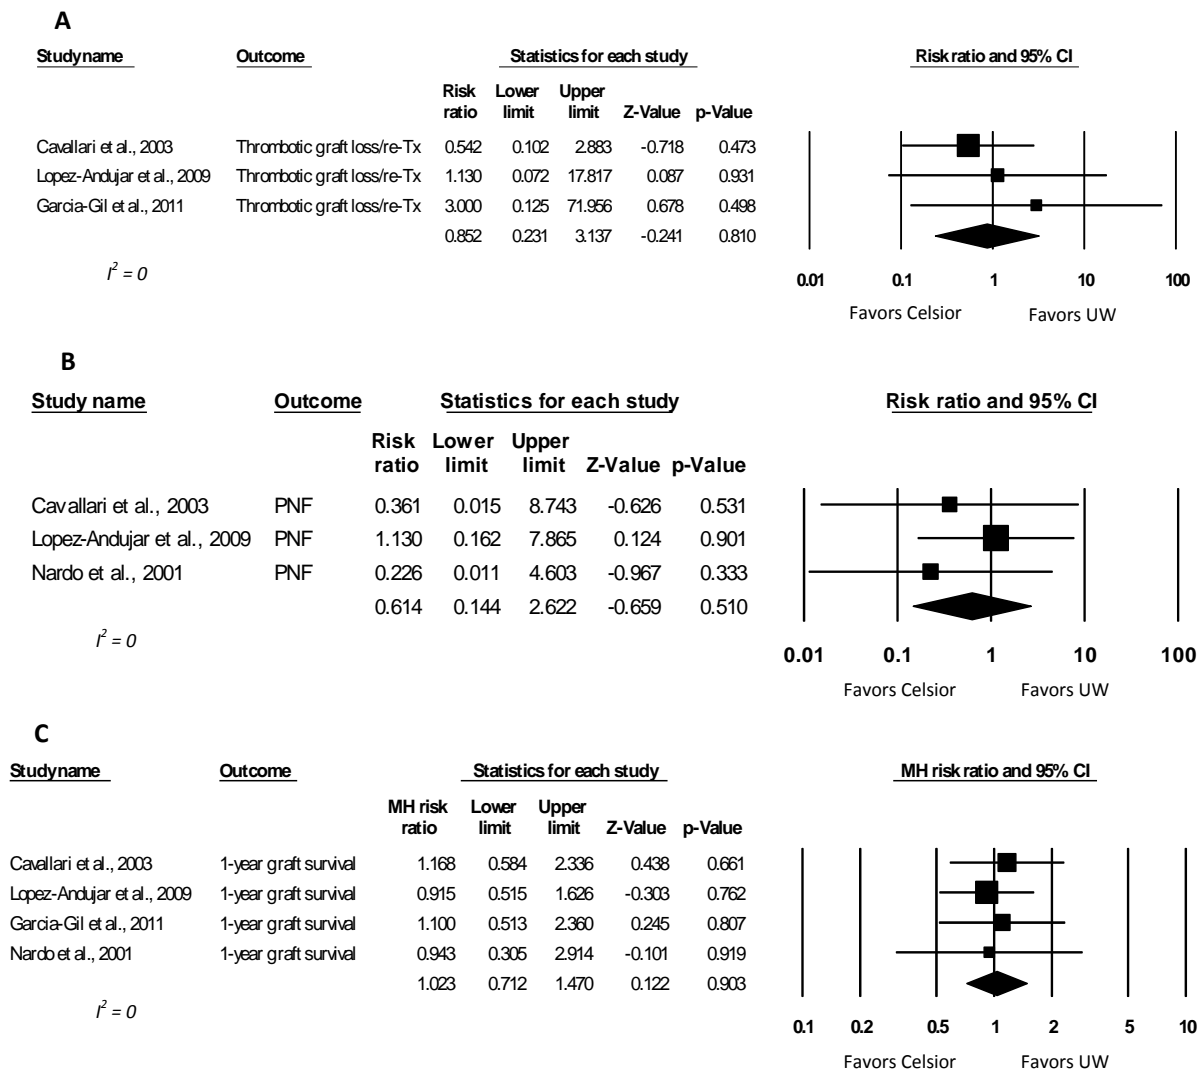 A
Studyname Outcome Statistics for each study Risk ratio and 95% CI
Risk Lower Upper
ratio limit limit Z-Value p-Value
Cavallari et al., 2003 Thrombotic graft loss/re-Tx 0.542 0.102 2.883 -0.718 0.473
Lopez-Andujar et al., 2009 Thrombotic graft loss/re-Tx 1.130 0.072 17.817 0.087 0.931
Garcia-Gil et al., 2011 Thrombotic graft loss/re-Tx 3.000 0.125 71.956 0.678 0.498
0.852 0.231 3.137 -0.241 0.810
I² = 0
0.01 0.1 1 10 100
Favors Celsior Favors UW
B
Study name Outcome Statistics for each study Risk ratio and 95% CI
Risk Lower Upper
ratio limit limit Z-Value p-Value
Cavallari et al., 2003 PNF 0.361 0.015 8.743 -0.626 0.531
Lopez-Andujar et al., 2009 PNF 1.130 0.162 7.865 0.124 0.901
Nardo et al., 2001 PNF 0.226 0.011 4.603 -0.967 0.333
0.614 0.144 2.622 -0.659 0.510
I² = 0
0.01 0.1 1 10 100
Favors Celsior Favors UW
C
Studyname Outcome Statistics for each study MH risk ratio and 95% CI
MH risk Lower Upper
ratio limit limit Z-Value p-Value
Cavallari et al., 2003 1-year graft survival 1.168 0.584 2.336 0.438 0.661
Lopez-Andujar et al., 2009 1-year graft survival 0.915 0.515 1.626 -0.303 0.762
Garcia-Gil et al., 2011 1-year graft survival 1.100 0.513 2.360 0.245 0.807
Nardo et al., 2001 1-year graft survival 0.943 0.305 2.914 -0.101 0.919
1.023 0.712 1.470 0.122 0.903
I² = 0
0.1 0.2 0.5 1 2 5 10
Favors Celsior Favors UW